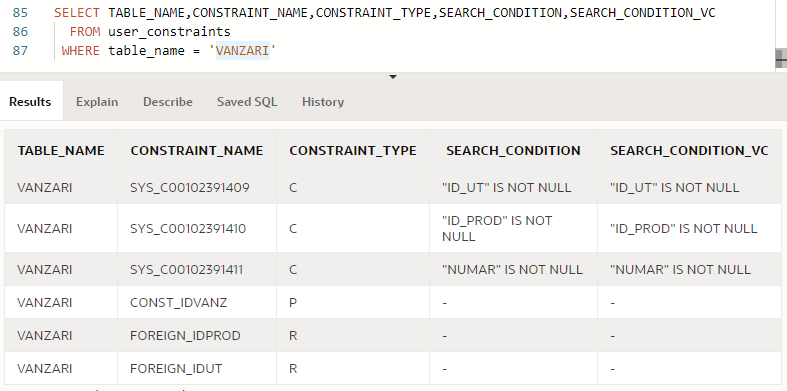 85 SELECT TABLE_NAME,CONSTRAINT_NAME,CONSTRAINT_TYPE,SEARCH_CONDITION,SEARCH_CONDITION_VC
86 FROM user_constraints
87 WHERE table_name = 'VANZARI'
Results Explain Describe Saved SQL History
TABLE_NAME CONSTRAINT_NAME CONSTRAINT_TYPE SEARCH_CONDITION SEARCH_CONDITION_VC
VANZARI SYS_C00102391409 C "ID_UT" IS NOT NULL "ID_UT" IS NOT NULL
VANZARI SYS_C00102391410 C "ID_PROD" IS NOT
NULL "ID_PROD" IS NOT NULL
VANZARI SYS_C00102391411 C "NUMAR" IS NOT NULL "NUMAR" IS NOT NULL
VANZARI CONST_IDVANZ P - -
VANZARI FOREIGN_IDPROD R - -
VANZARI FOREIGN_IDUT R - -